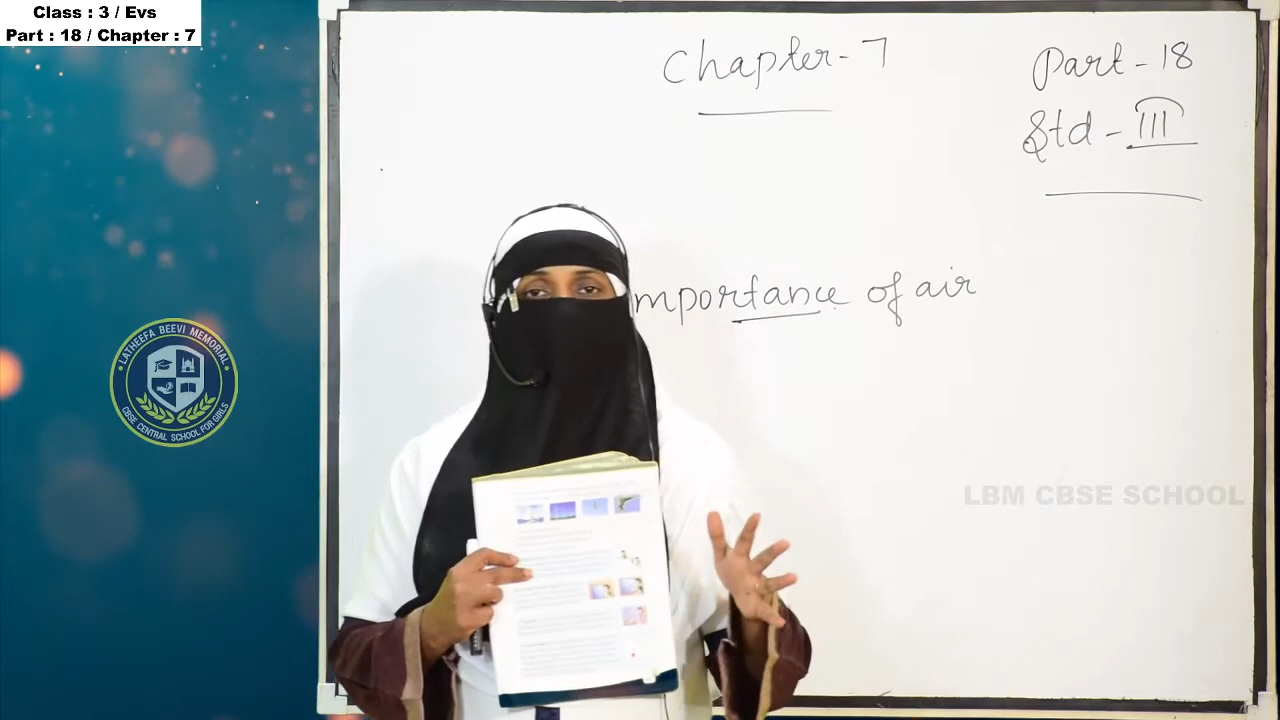 Class : 3 / Evs
Part : 18 / Chapter : 7
Chapter - 7
Part - 18
Std - III
mportance of air
LATHEEFA BEEVI MEMORIAL
CBSE CENTRAL SCHOOL FOR GIRLS
LBM CBSE SCHOOL